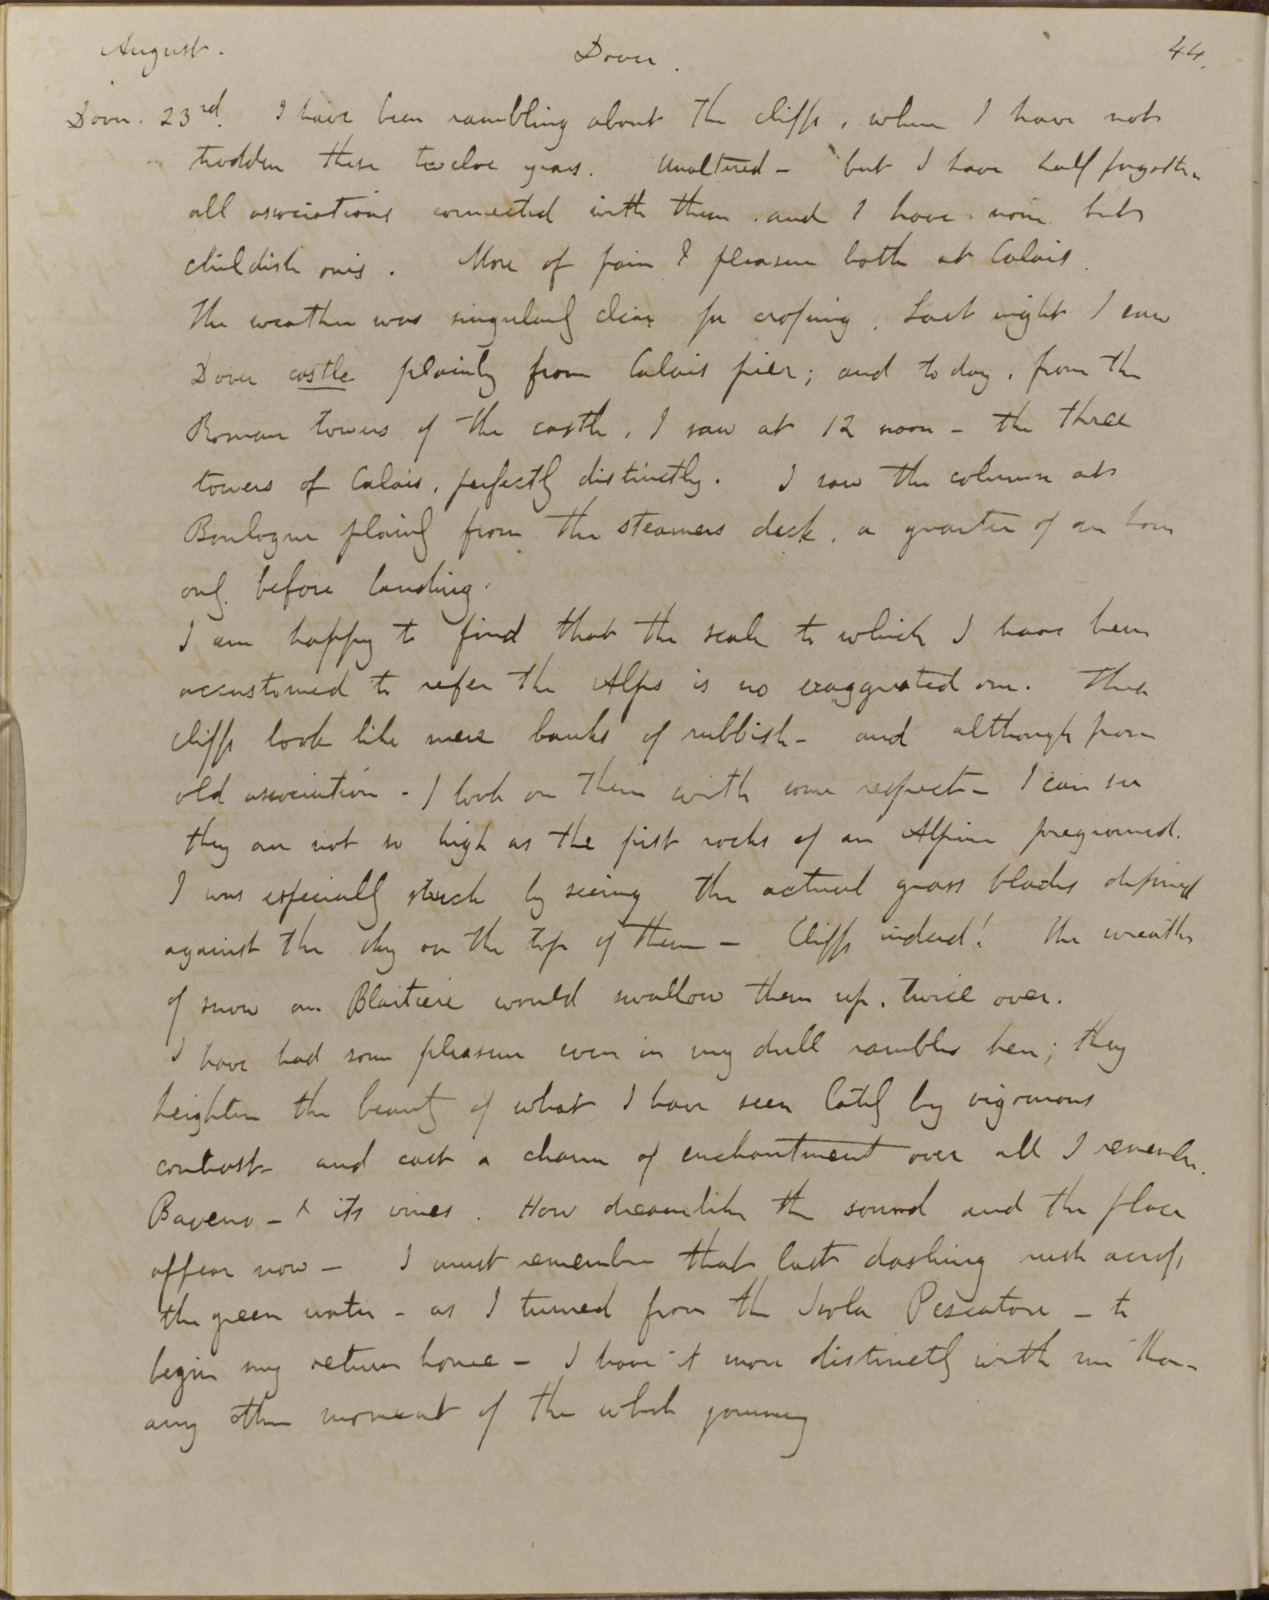 August.
Dover.
44.
Dover. 23rd. I have been rambling about the cliffs, where I have not
trodden these twelve years. Unaltered - but I have half forgotten
all associations connected with them, and I have none but
childish ones. More of pain & pleasure both at Calais.
The weather was singularly clear for crossing. Last night I saw
Dover castle plainly from Calais pier; and today, from the
Roman towers of the castle, I saw at 12 noon - the three
towers of Calais, perfectly distinctly. I saw the column at
Boulogne plainly from the steamers deck, a quarter of an hour
only before landing.
I am happy to find that the scale to which I have been
accustomed to refer the Alps is no exaggerated one. These
cliffs look like mere banks of rubbish - and although from
old association - I look on them with some respect - I can see
they are not so high as the first rocks of an Alpine foreground.
I was especially struck by seeing the actual grass blades defined
against the sky on the top of them - Cliffs indeed! The wreaths
of snow on Blaitiere would swallow them up, twice over.
I have had some pleasure even in my dull rambles here; they
heighten the beauty of what I have seen lately by vigorous
contrast and cast a charm of enchantment over all I remember.
Baveno - & its vines. How dreamlike the sound and the place
appear now - I must remember that last dashing rush across
the green water - as I turned from the Isola Pescatore - to
begin my return home - I have it more distinctly with me than
any other moment of the whole journey